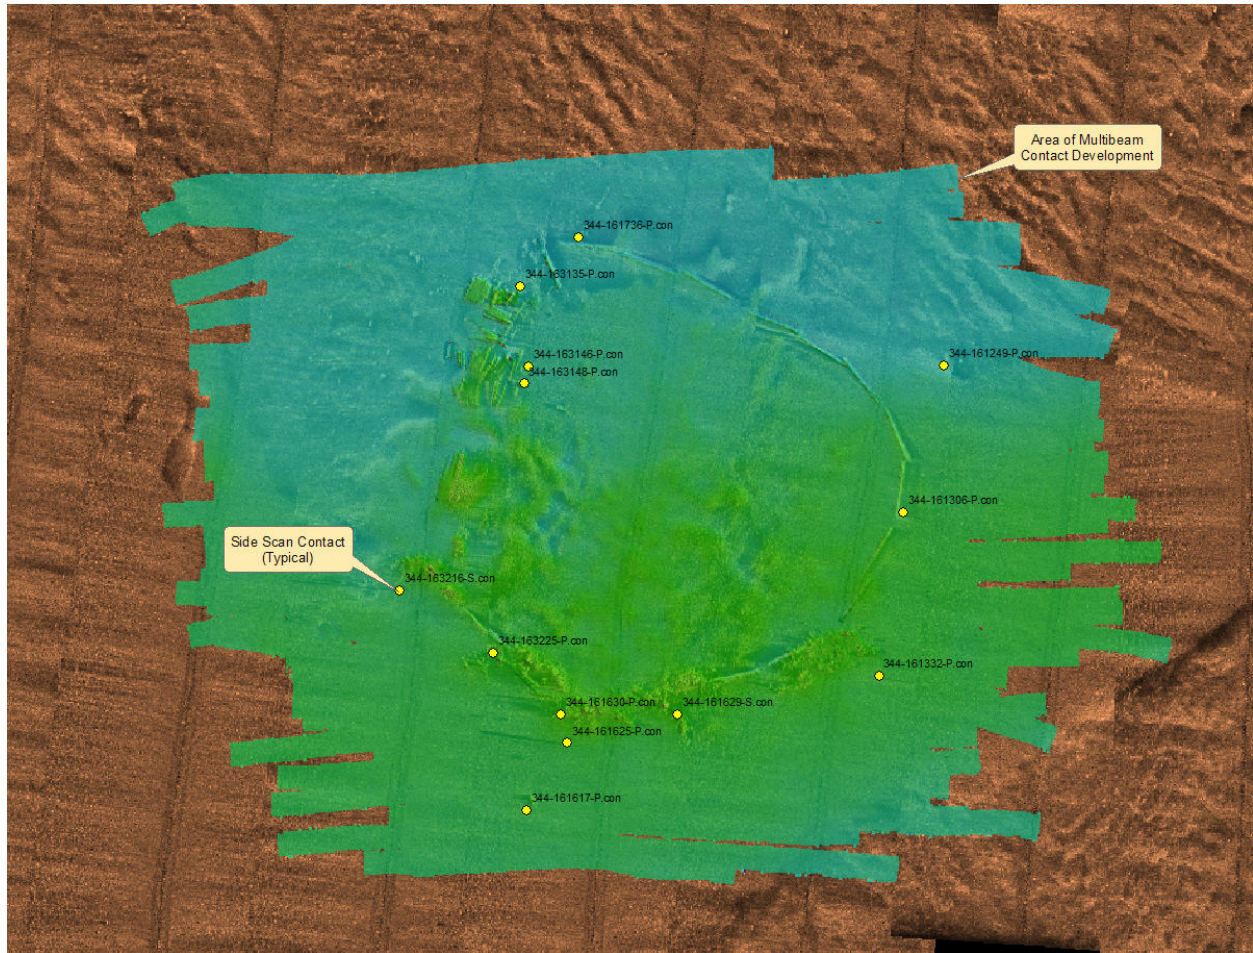 Area of Multibeam
Contact Development
344-161736-P.con
344-163135-P.con
344-163146-P.con
344-161249-P.con
344-163148-P.con
344-161306-P.con
Side Scan Contact
(Typical)
344-163216-S.con
344-163225-P.con
344-161332-P.con
344-161630-P.con
344-161629-S.con
344-161625-P.con
344-161617-P.con